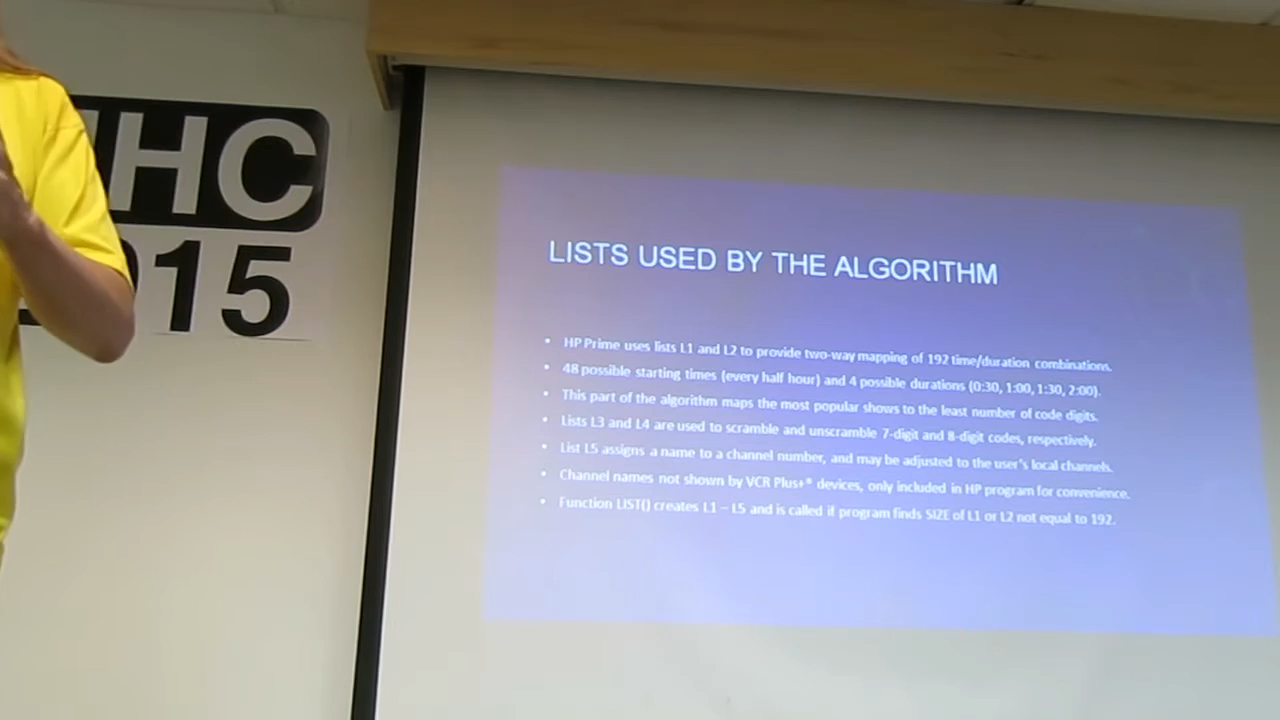 HHC
2015
LISTS USED BY THE ALGORITHM
• HP Prime uses lists L1 and L2 to provide two-way mapping of 192 time/duration combinations.
• 48 possible starting times (every half hour) and 4 possible durations (0:30, 1:00, 1:30, 2:00).
• This part of the algorithm maps the most popular shows to the least number of code digits.
• Lists L3 and L4 are used to scramble and unscramble 7-digit and 8-digit codes, respectively.
• List L5 assigns a name to a channel number, and may be adjusted to the user's local channels.
• Channel names not shown by VCR Plus+® devices, only included in HP program for convenience.
• Function LIST() creates L1 – L5 and is called if program finds SIZE of L1 or L2 not equal to 192.